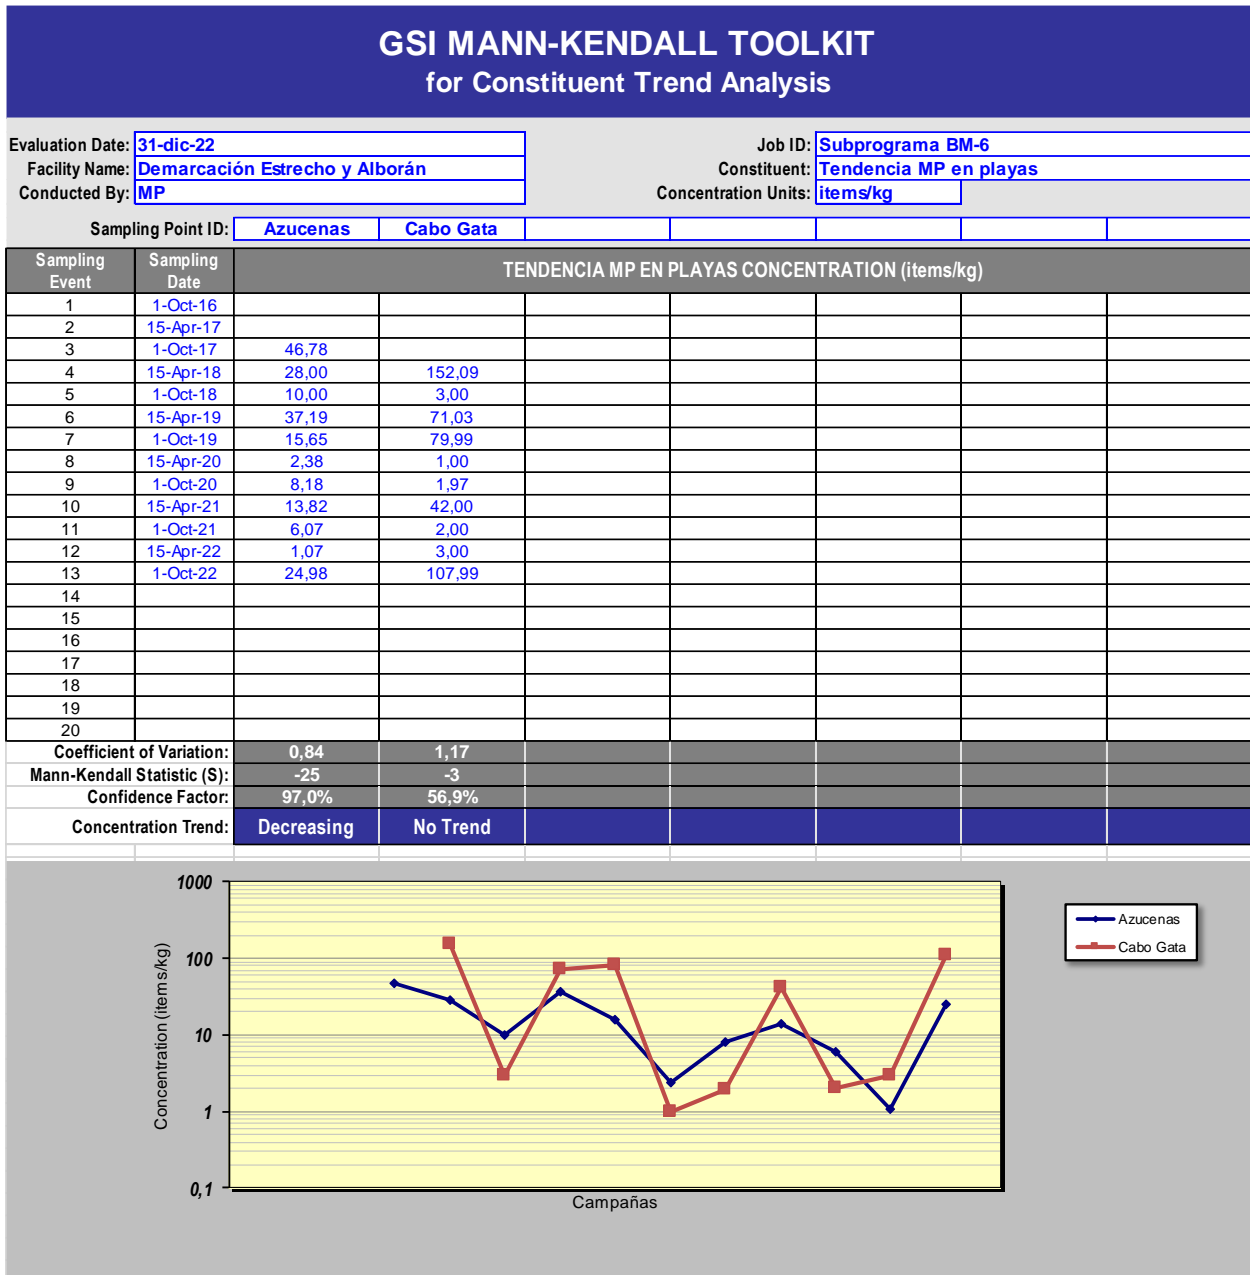 GSI MANN-KENDALL TOOLKIT
for Constituent Trend Analysis
Evaluation Date: 31-dic-22 Job ID: Subprograma BM-6
Facility Name: Demarcación Estrecho y Alborán Constituent: Tendencia MP en playas
Conducted By: MP Concentration Units: items/kg
Sampling Point ID: Azucenas Cabo Gata
Sampling Event Sampling Date TENDENCIA MP EN PLAYAS CONCENTRATION (items/kg)
1 1-Oct-16
2 15-Apr-17
3 1-Oct-17 46,78
4 15-Apr-18 28,00 152,09
5 1-Oct-18 10,00 3,00
6 15-Apr-19 37,19 71,03
7 1-Oct-19 15,65 79,99
8 15-Apr-20 2,38 1,00
9 1-Oct-20 8,18 1,97
10 15-Apr-21 13,82 42,00
11 1-Oct-21 6,07 2,00
12 15-Apr-22 1,07 3,00
13 1-Oct-22 24,98 107,99
14
15
16
17
18
19
20
Coefficient of Variation: 0,84 1,17
Mann-Kendall Statistic (S): -25 -3
Confidence Factor: 97,0% 56,9%
Concentration Trend: Decreasing No Trend
1000
100
10
1
0,1
Concentration (items/kg)
Campañas
Azucenas
Cabo Gata